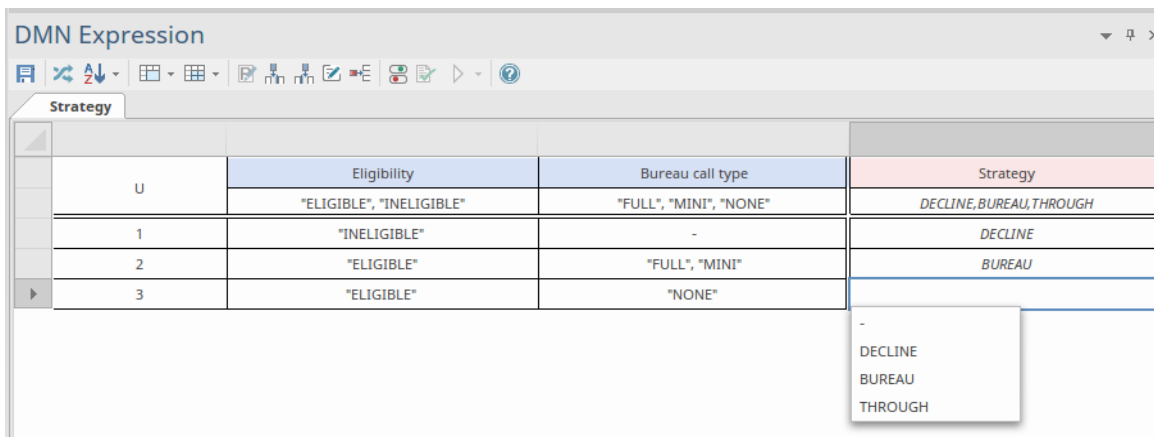 DMN Expression
Strategy
U
Eligibility
Bureau call type
Strategy
"ELIGIBLE", "INELIGIBLE"
"FULL", "MINI", "NONE"
DECLINE,BUREAU,THROUGH
1 "INELIGIBLE" - DECLINE
2 "ELIGIBLE" "FULL", "MINI" BUREAU
3 "ELIGIBLE" "NONE"
-
DECLINE
BUREAU
THROUGH